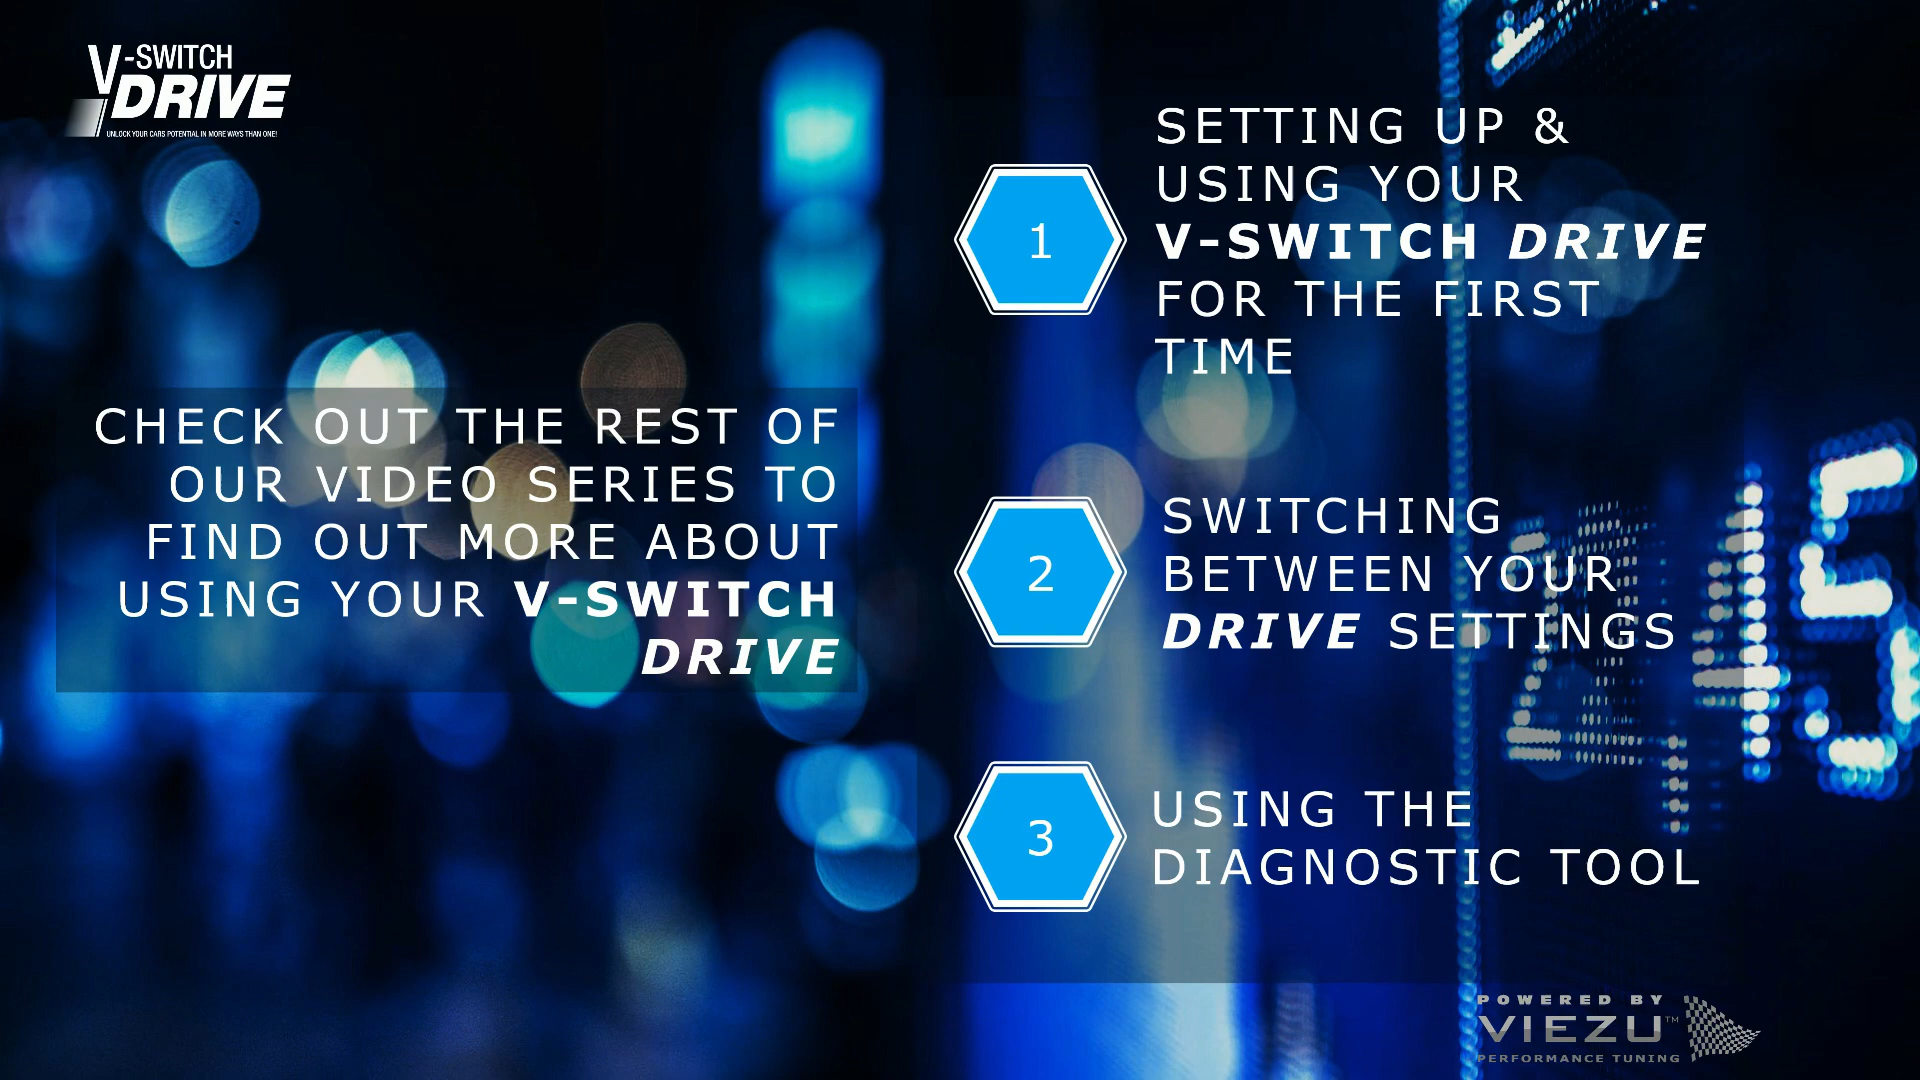 V-SWITCH
DRIVE
UNLOCK YOUR CARS POTENTIAL IN MORE WAYS THAN ONE!
CHECK OUT THE REST OF
OUR VIDEO SERIES TO
FIND OUT MORE ABOUT
USING YOUR V-SWITCH
DRIVE
1
SETTING UP &
USING YOUR
V-SWITCH DRIVE
FOR THE FIRST
TIME
2
SWITCHING
BETWEEN YOUR
DRIVE SETTINGS
3
USING THE
DIAGNOSTIC TOOL
POWERED BY
VIEZU™
PERFORMANCE TUNING